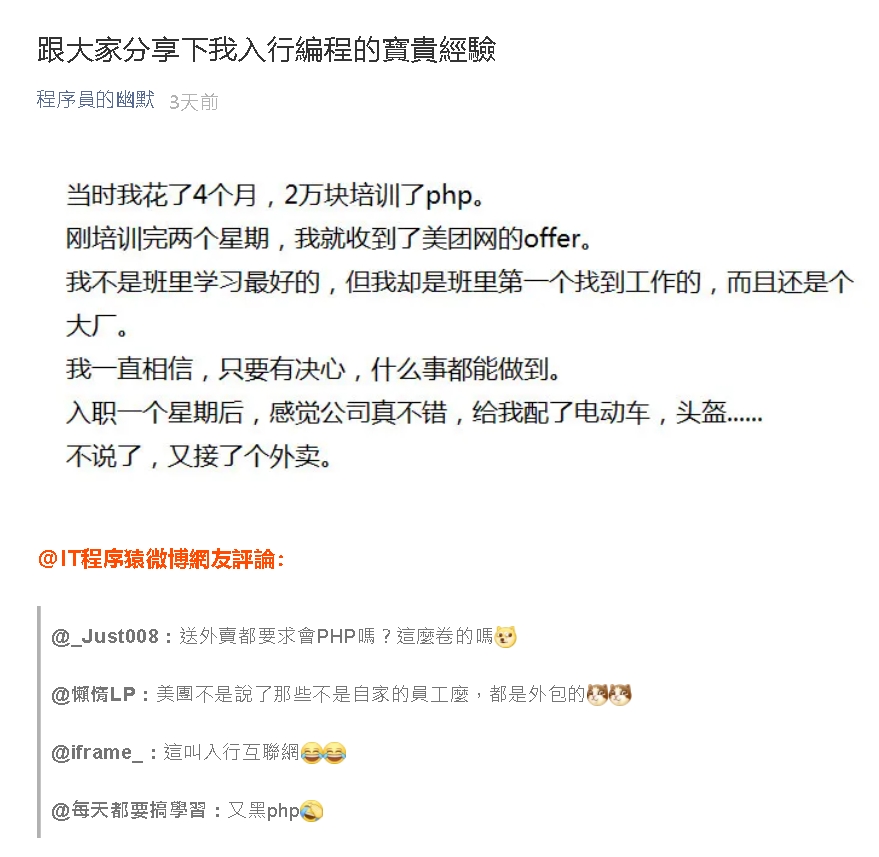 跟大家分享下我入行編程的寶貴經驗
程序員的幽默 3天前
当时我花了4个月，2万块培训了php。
刚培训完两个星期，我就收到了美团网的offer。
我不是班里学习最好的，但我却是班里第一个找到工作的，而且还是个
大厂。
我一直相信，只要有决心，什么事都能做到。
入职一个星期后，感觉公司真不错，给我配了电动车，头盔......
不说了，又接了个外卖。
@IT程序猿微博網友評論：
@_Just008：送外賣都要求會PHP嗎？這麼卷的嗎
@懶惰LP：美團不是說了那些不是自家的員工麼，都是外包的
@iframe_：這叫入行互聯網
@每天都要搞學習：又黑php